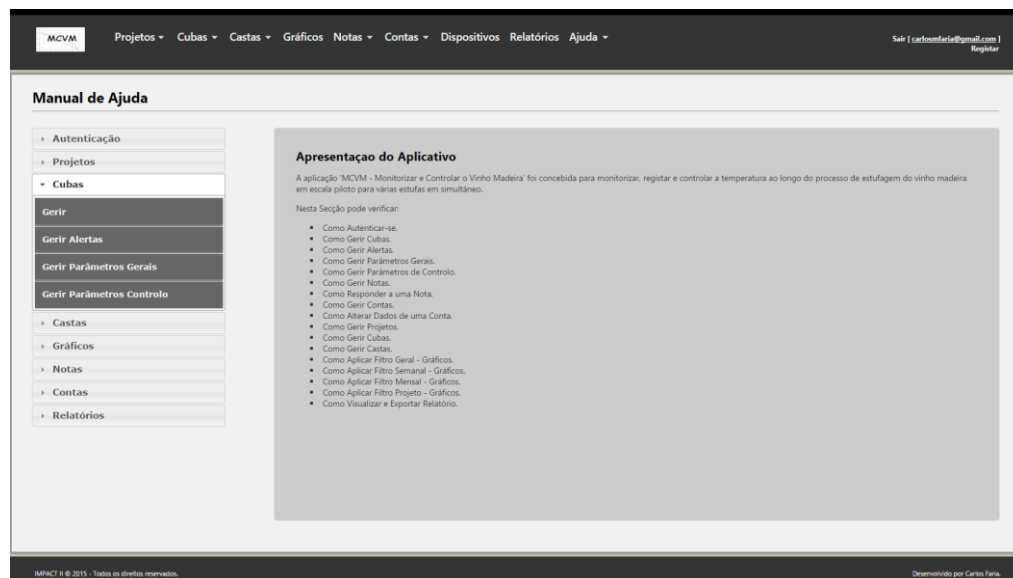 MCVM
Projetos Cubas Castas Gráficos Notas Contas Dispositivos Relatórios Ajuda
Sair [ carlosmfaria@gmail.com ]
Registar
Manual de Ajuda
Autenticação
Projetos
Cubas
Gerir
Gerir Alertas
Gerir Parâmetros Gerais
Gerir Parâmetros Controlo
Castas
Gráficos
Notas
Contas
Relatórios
Apresentaçao do Aplicativo
A aplicação 'MCVM - Monitorizar e Controlar o Vinho Madeira' foi concebida para monitorizar, registar e controlar a temperatura ao longo do processo de estufagem do vinho madeira
em escala piloto para várias estufas em simultâneo.
Nesta Secção pode verificar:
• Como Autenticar-se.
• Como Gerir Cubas.
• Como Gerir Alertas.
• Como Gerir Parâmetros Gerais.
• Como Gerir Parâmetros de Controlo.
• Como Gerir Notas.
• Como Responder a uma Nota.
• Como Gerir Contas.
• Como Alterar Dados de uma Conta.
• Como Gerir Projetos.
• Como Gerir Cubas.
• Como Gerir Castas.
• Como Aplicar Filtro Geral - Gráficos.
• Como Aplicar Filtro Semanal - Gráficos.
• Como Aplicar Filtro Mensal - Gráficos.
• Como Aplicar Filtro Projeto - Gráficos.
• Como Visualizar e Exportar Relatório.
IMPACT II © 2015 - Todos os direitos reservados.
Desenvolvido por Carlos Faria.